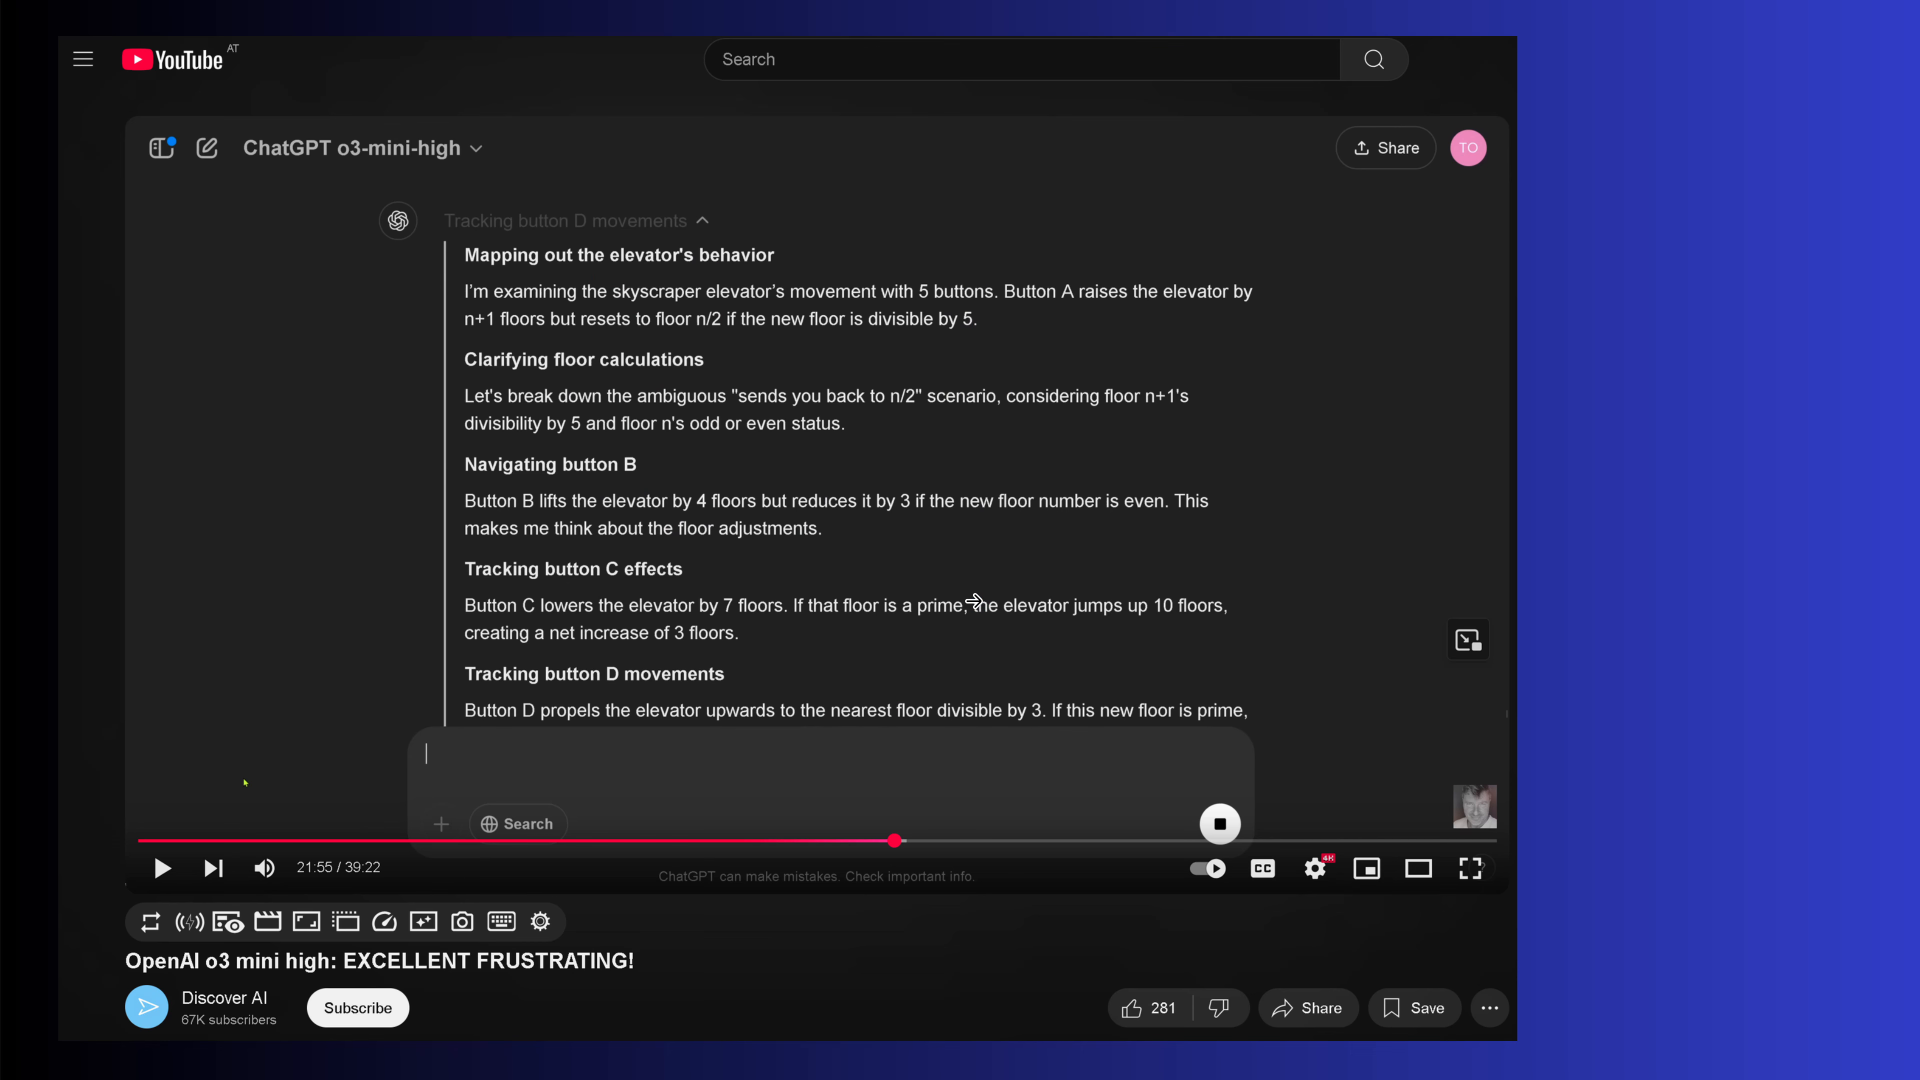 YouTube AT
Search
ChatGPT o3-mini-high
Share
TO
Tracking button D movements
Mapping out the elevator's behavior
I'm examining the skyscraper elevator's movement with 5 buttons. Button A raises the elevator by
n+1 floors but resets to floor n/2 if the new floor is divisible by 5.
Clarifying floor calculations
Let's break down the ambiguous "sends you back to n/2" scenario, considering floor n+1's
divisibility by 5 and floor n's odd or even status.
Navigating button B
Button B lifts the elevator by 4 floors but reduces it by 3 if the new floor number is even. This
makes me think about the floor adjustments.
Tracking button C effects
Button C lowers the elevator by 7 floors. If that floor is a prime, the elevator jumps up 10 floors,
creating a net increase of 3 floors.
Tracking button D movements
Button D propels the elevator upwards to the nearest floor divisible by 3. If this new floor is prime,
Search
21:55 / 39:22
ChatGPT can make mistakes. Check important info.
CC
4K
OpenAI o3 mini high: EXCELLENT FRUSTRATING!
Discover AI
67K subscribers
Subscribe
281
Share
Save